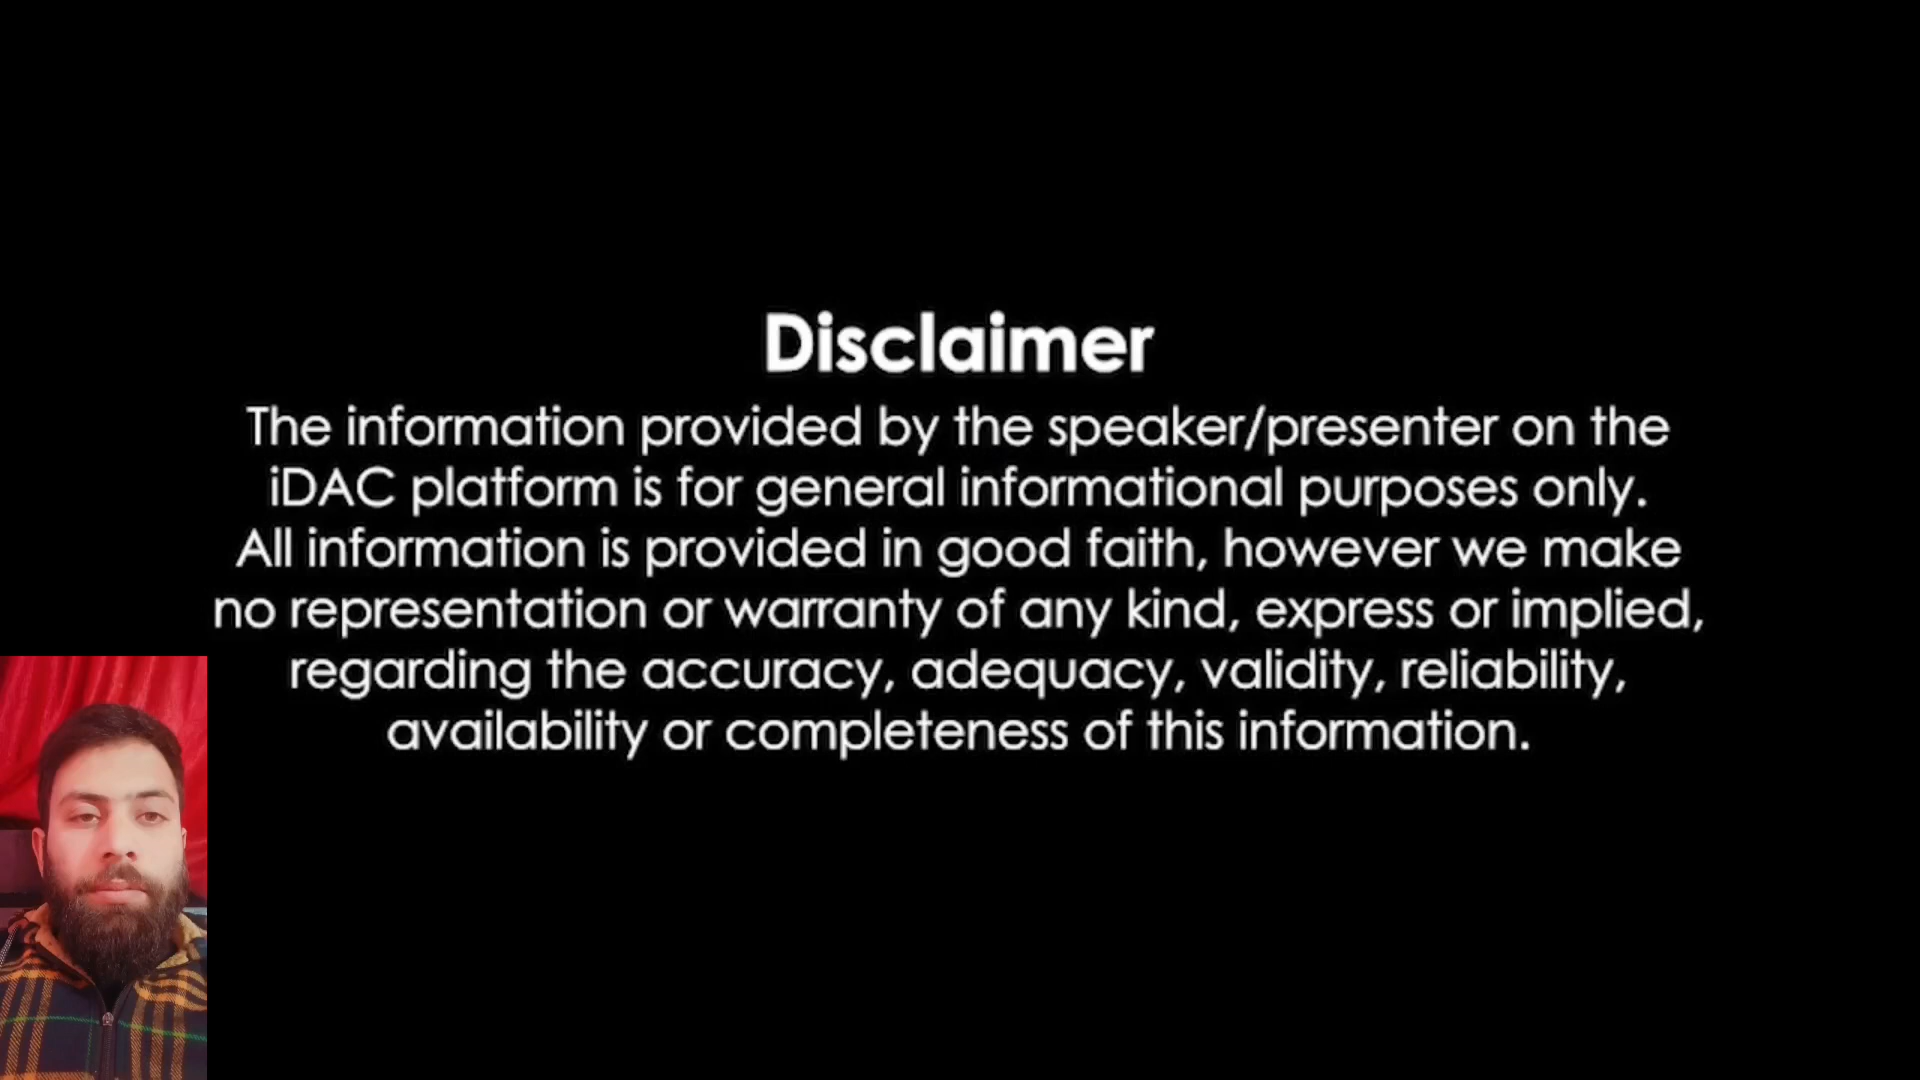 Disclaimer
The information provided by the speaker/presenter on the
iDAC platform is for general informational purposes only.
All information is provided in good faith, however we make
no representation or warranty of any kind, express or implied,
regarding the accuracy, adequacy, validity, reliability,
availability or completeness of this information.